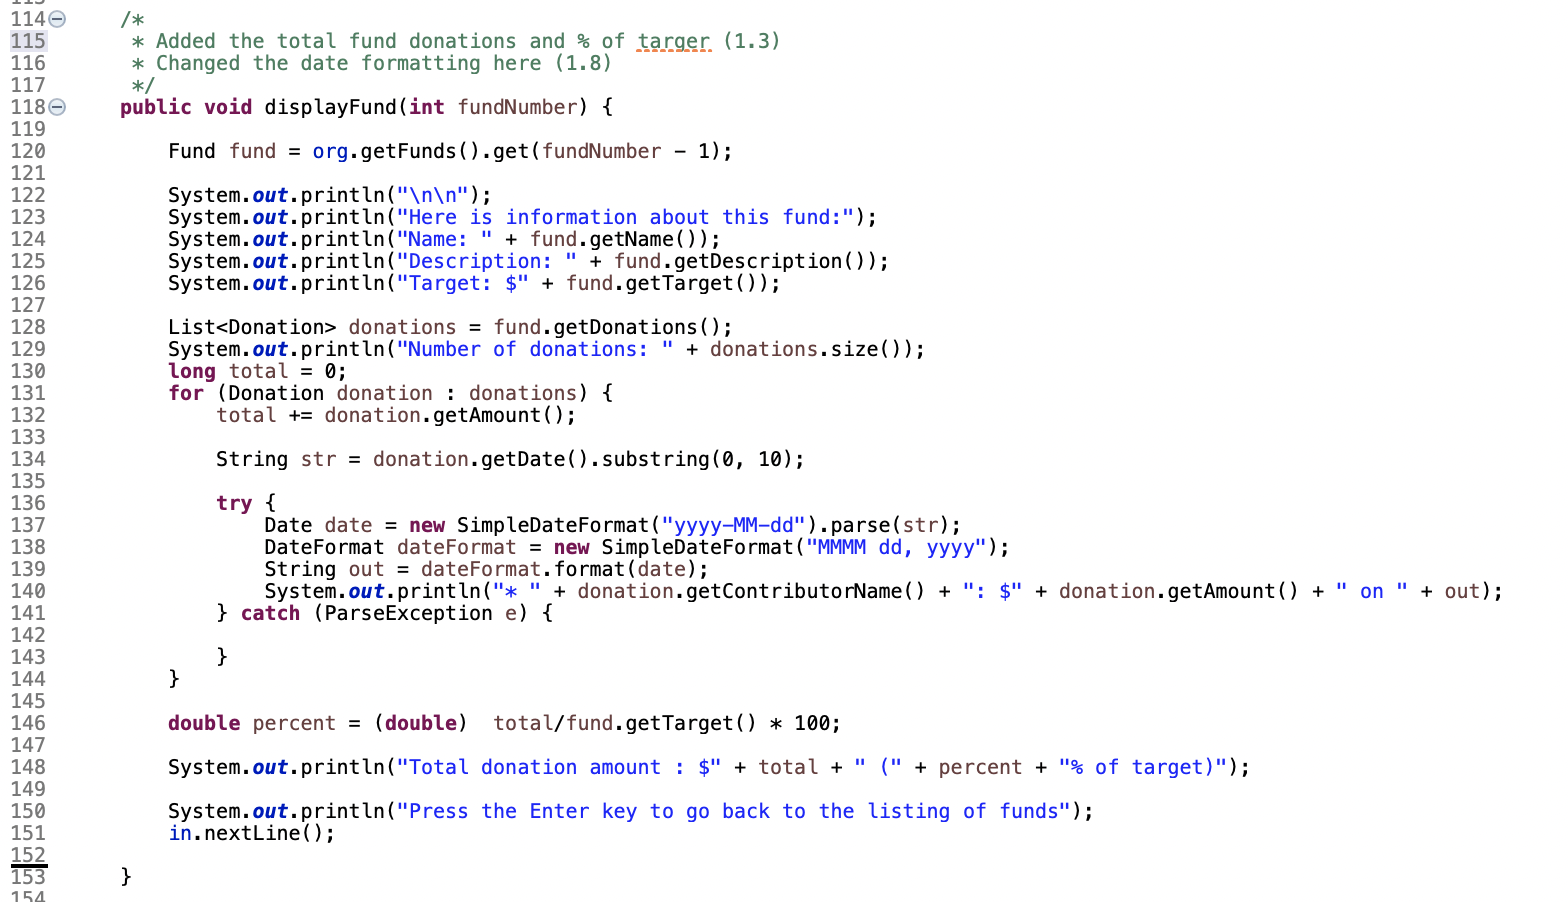 114 /*
115 * Added the total fund donations and % of targer (1.3)
116 * Changed the date formatting here (1.8)
117 */
118 public void displayFund(int fundNumber) {
119
120 Fund fund = org.getFunds().get(fundNumber - 1);
121
122 System.out.println("\n\n");
123 System.out.println("Here is information about this fund:");
124 System.out.println("Name: " + fund.getName());
125 System.out.println("Description: " + fund.getDescription());
126 System.out.println("Target: $" + fund.getTarget());
127
128 List<Donation> donations = fund.getDonations();
129 System.out.println("Number of donations: " + donations.size());
130 long total = 0;
131 for (Donation donation : donations) {
132 total += donation.getAmount();
133
134 String str = donation.getDate().substring(0, 10);
135
136 try {
137 Date date = new SimpleDateFormat("yyyy-MM-dd").parse(str);
138 DateFormat dateFormat = new SimpleDateFormat("MMMM dd, yyyy");
139 String out = dateFormat.format(date);
140 System.out.println("* " + donation.getContributorName() + ": $" + donation.getAmount() + " on " + out);
141 } catch (ParseException e) {
142
143 }
144 }
145
146 double percent = (double)  total/fund.getTarget() * 100;
147
148 System.out.println("Total donation amount : $" + total + " (" + percent + "% of target)");
149
150 System.out.println("Press the Enter key to go back to the listing of funds");
151 in.nextLine();
152
153 }
154